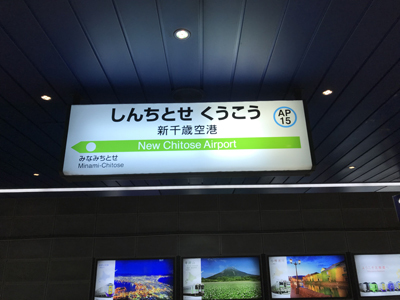 しんちとせ くうこう
AP
15
新千歳空港
New Chitose Airport
みなみちとせ
Minami-Chitose